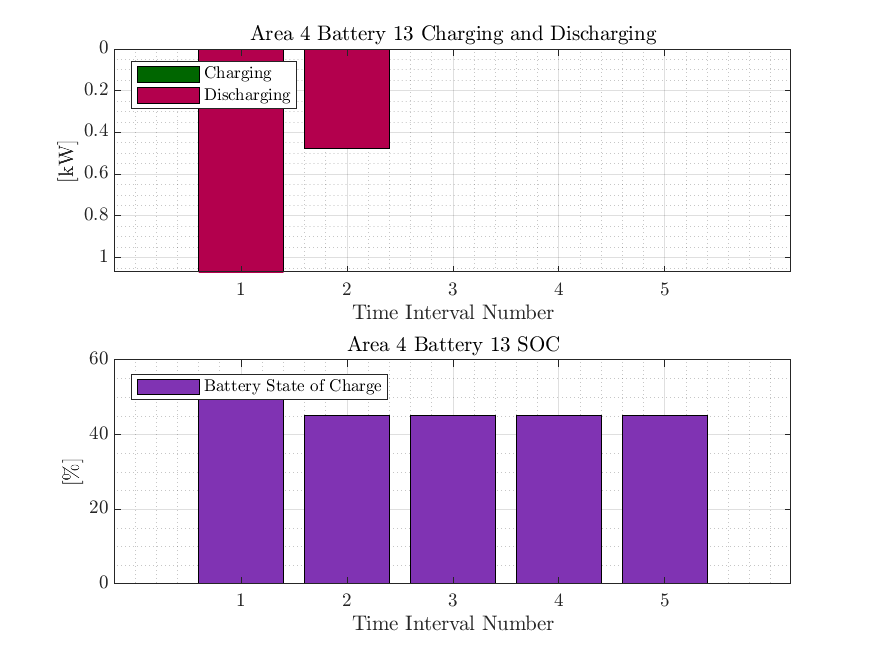 Area 4 Battery 13 Charging and Discharging
0
0.2
0.4
0.6
0.8
1
[kW]
Charging
Discharging
1 2 3 4 5
Time Interval Number
Area 4 Battery 13 SOC
60
40
20
0
[%]
Battery State of Charge
1 2 3 4 5
Time Interval Number